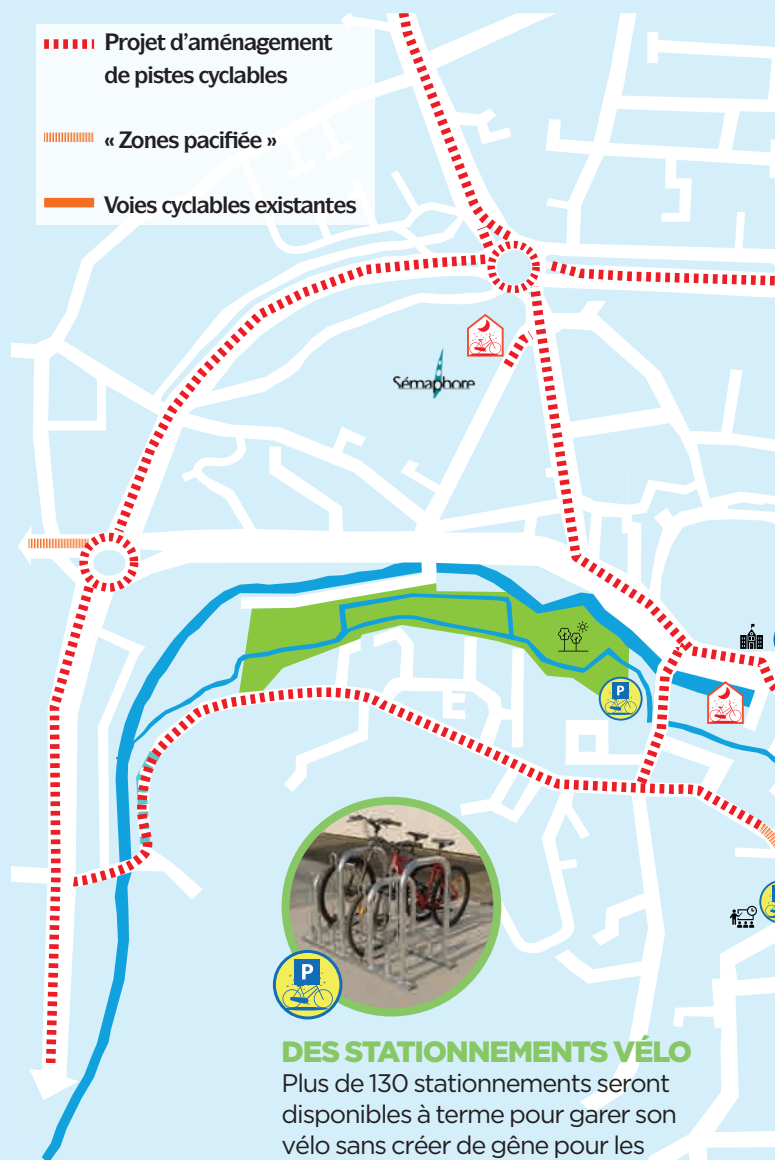 Projet d’aménagement
de pistes cyclables
« Zones pacifiée »
Voies cyclables existantes
Sémaphore
P
P
DES STATIONNEMENTS VÉLO
Plus de 130 stationnements seront
disponibles à terme pour garer son
vélo sans créer de gêne pour les